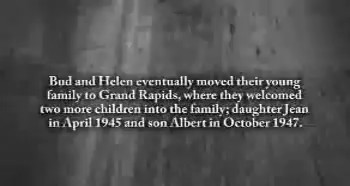 Bud and Helen eventually moved their young
family to Grand Rapids, where they welcomed
two more children into the family; daughter Jean
in April 1945 and son Albert in October 1947.